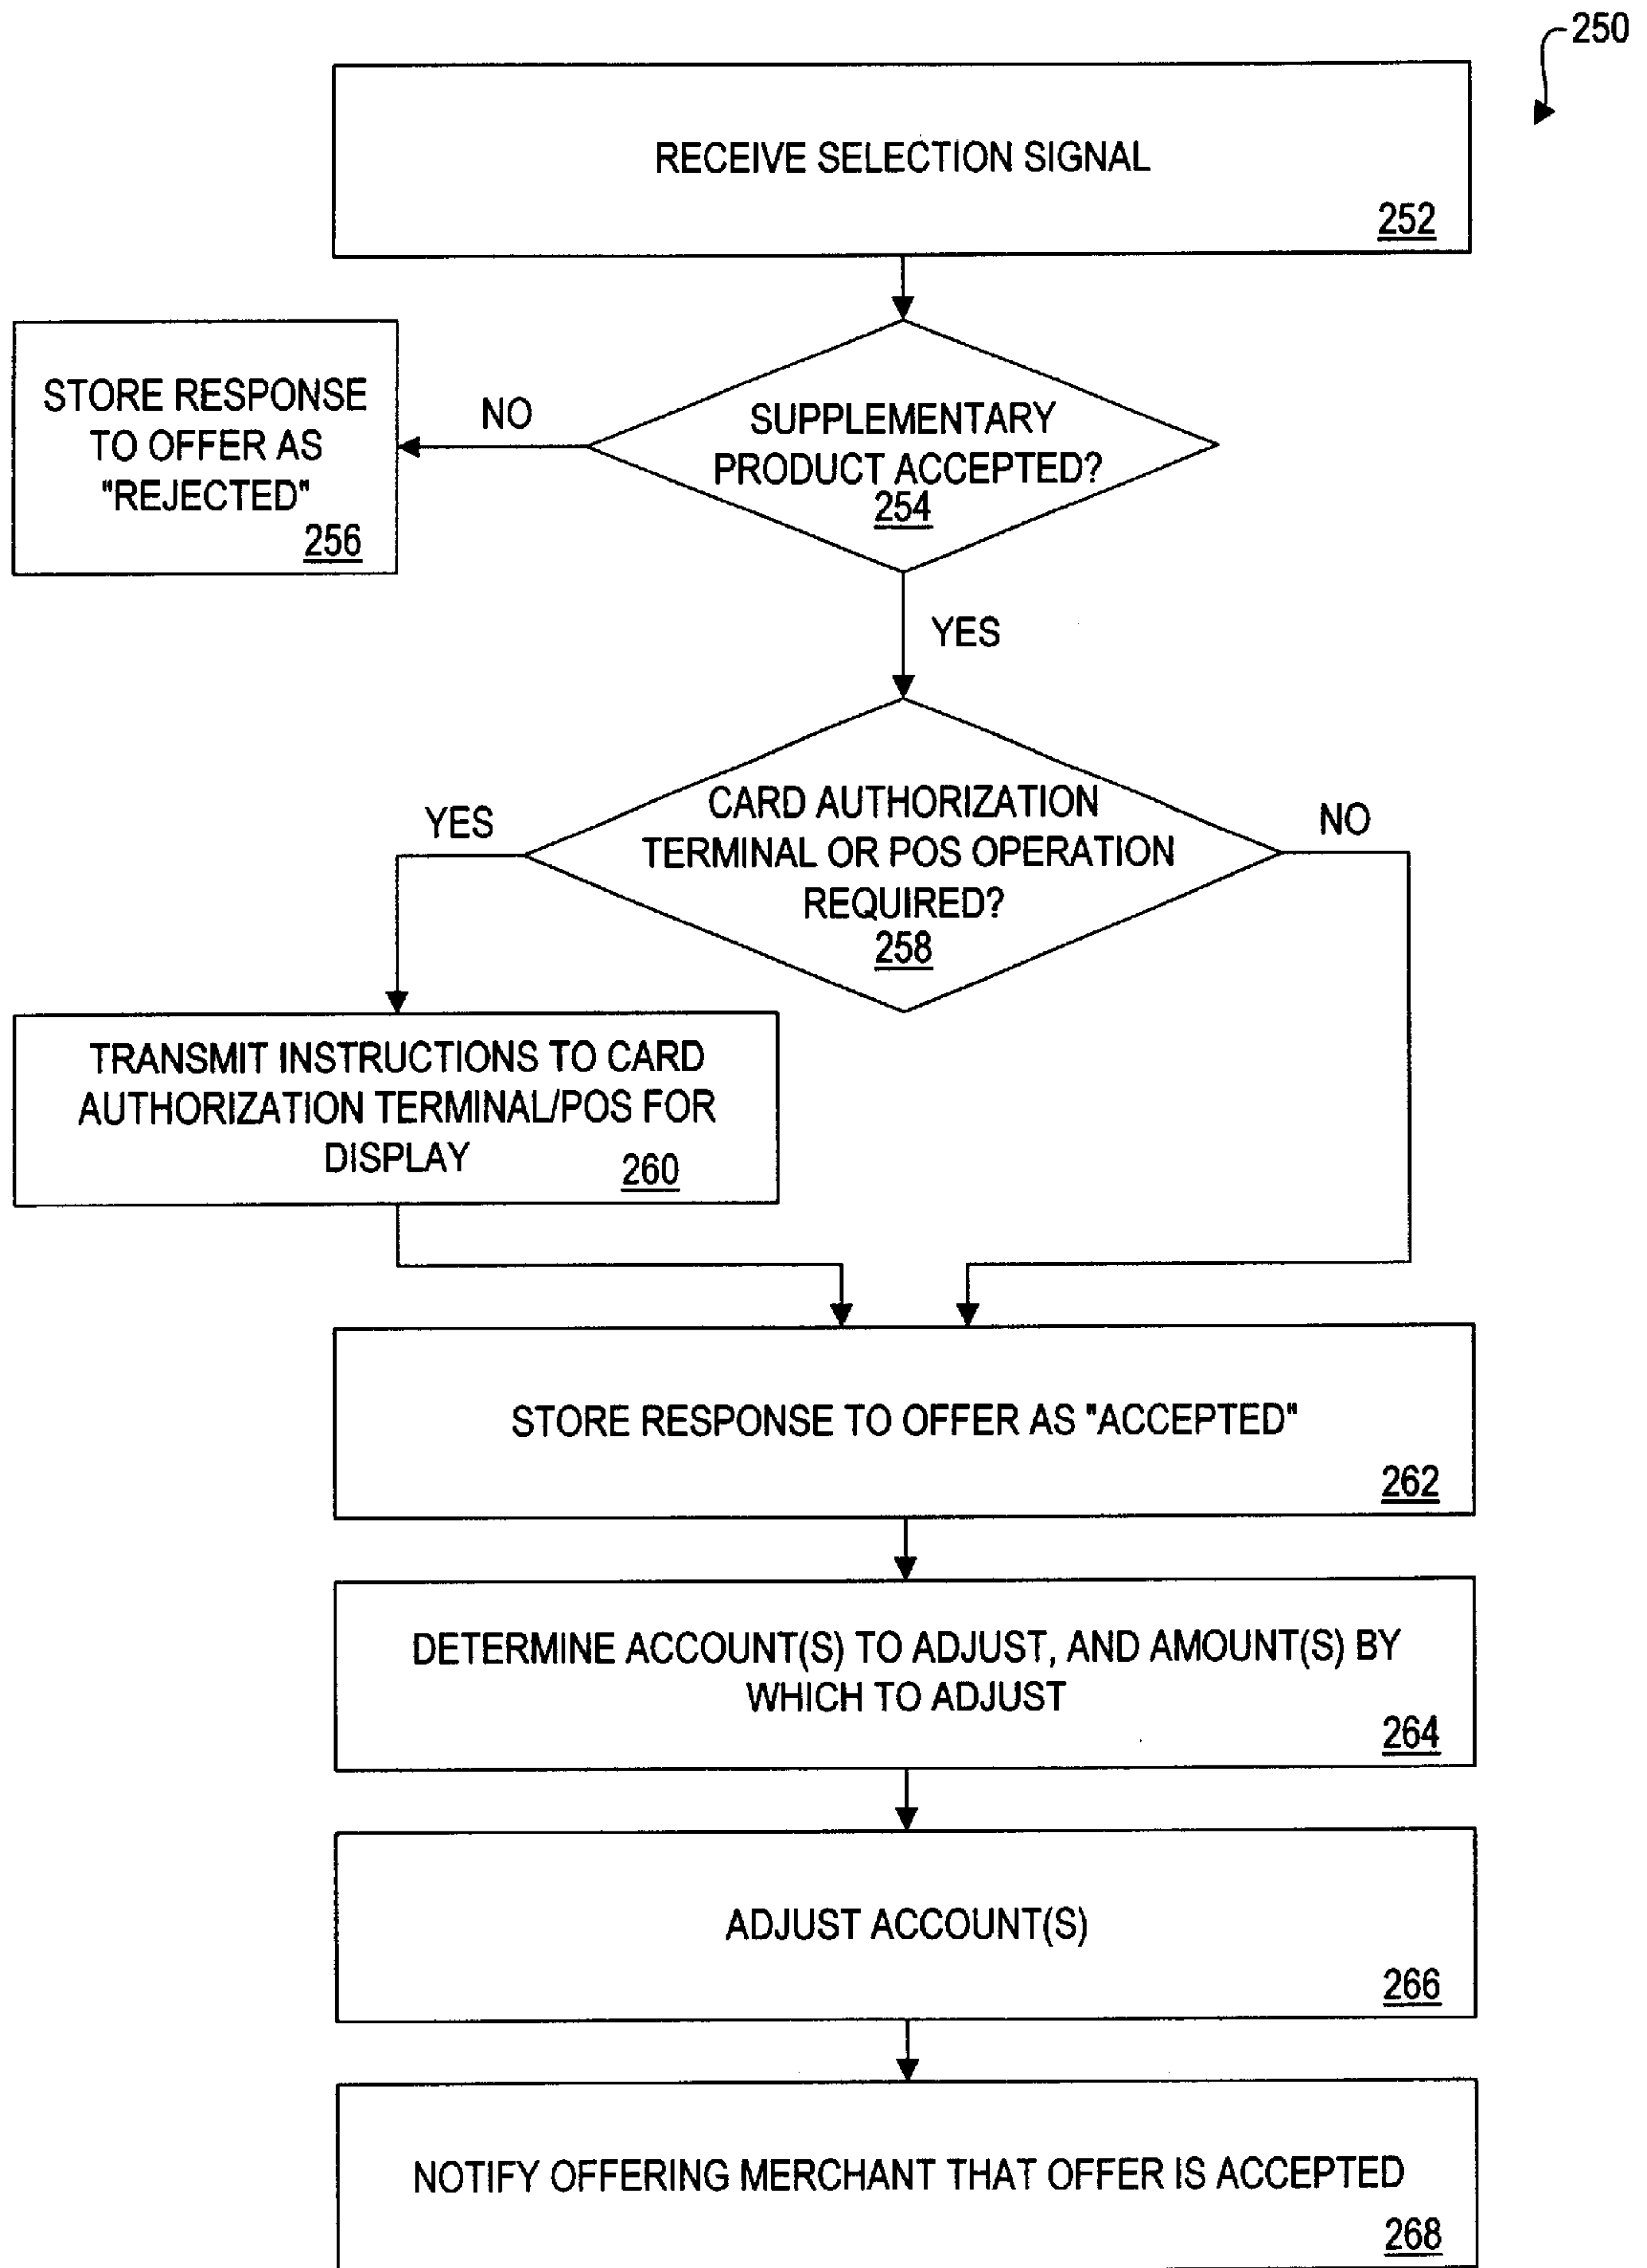 250
RECEIVE SELECTION SIGNAL
252
STORE RESPONSE
TO OFFER AS
"REJECTED"
256
NO
SUPPLEMENTARY
PRODUCT ACCEPTED?
254
YES
YES
CARD AUTHORIZATION
TERMINAL OR POS OPERATION
REQUIRED?
258
NO
TRANSMIT INSTRUCTIONS TO CARD
AUTHORIZATION TERMINAL/POS FOR
DISPLAY
260
STORE RESPONSE TO OFFER AS "ACCEPTED"
262
DETERMINE ACCOUNT(S) TO ADJUST, AND AMOUNT(S) BY
WHICH TO ADJUST
264
ADJUST ACCOUNT(S)
266
NOTIFY OFFERING MERCHANT THAT OFFER IS ACCEPTED
268